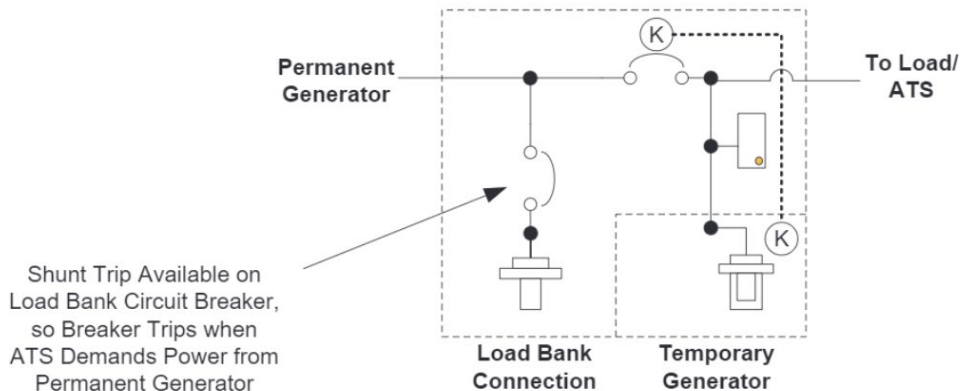 K
Permanent
Generator
To Load/
ATS
K
Shunt Trip Available on
Load Bank Circuit Breaker,
so Breaker Trips when
ATS Demands Power from
Permanent Generator
Load Bank
Connection
Temporary
Generator